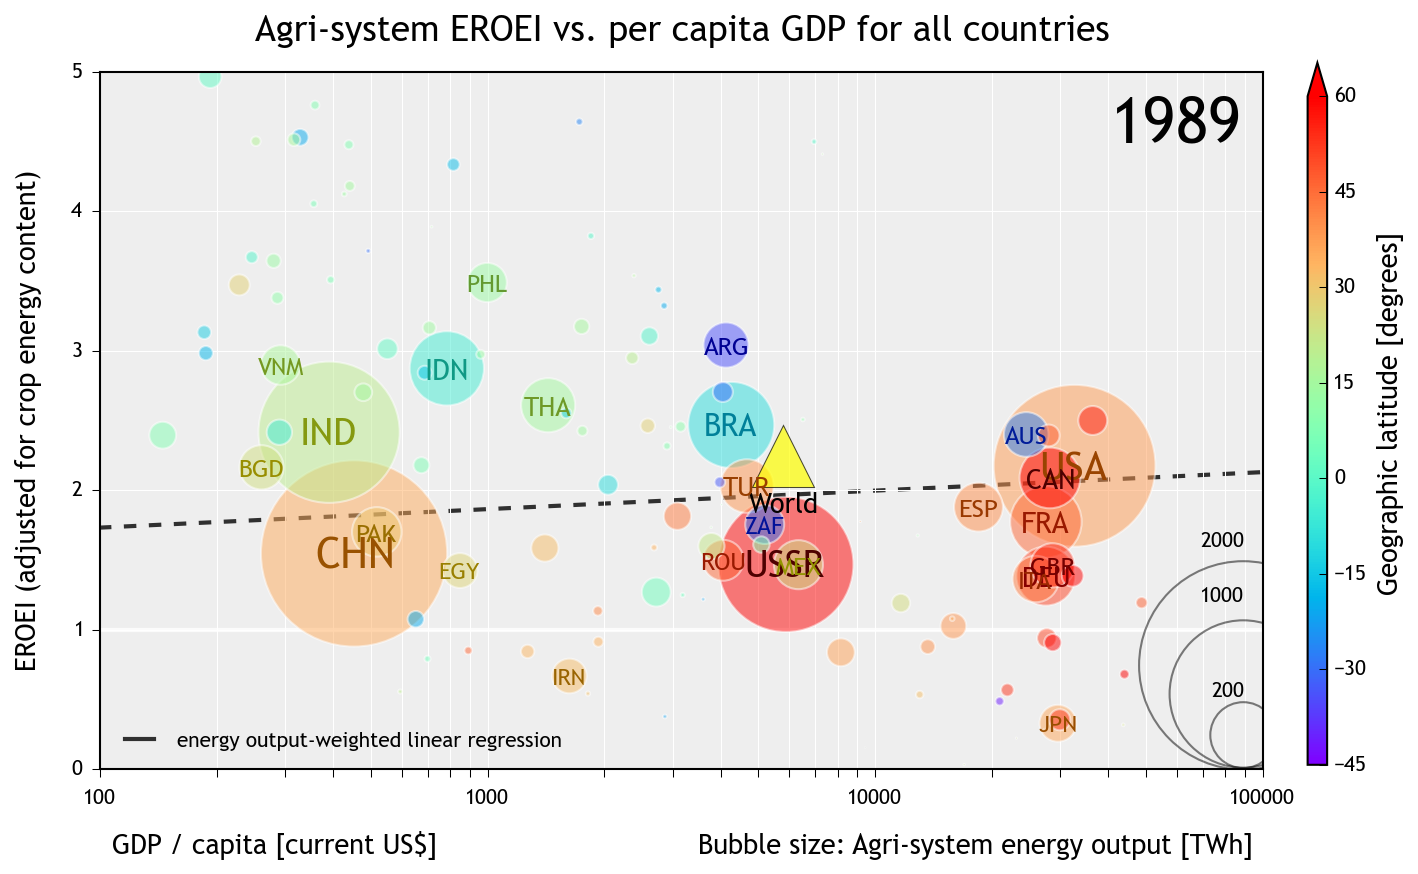 Agri-system EROEI vs. per capita GDP for all countries
1989
EROEI (adjusted for crop energy content)
5
4
3
2
1
0
PHL
VNM
IDN
ARG
THA
IND
BRA
AUS
BGD
USA
CAN
TUR
World
ESP
PAK
ZAF
FRA
CHN
EGY
ROU
USSR
MEX
GBR
ITA
DEU
IRN
JPN
2000
1000
200
energy output-weighted linear regression
100
1000
10000
100000
GDP / capita [current US$]
Bubble size: Agri-system energy output [TWh]
60
45
30
15
0
−15
−30
−45
Geographic latitude [degrees]